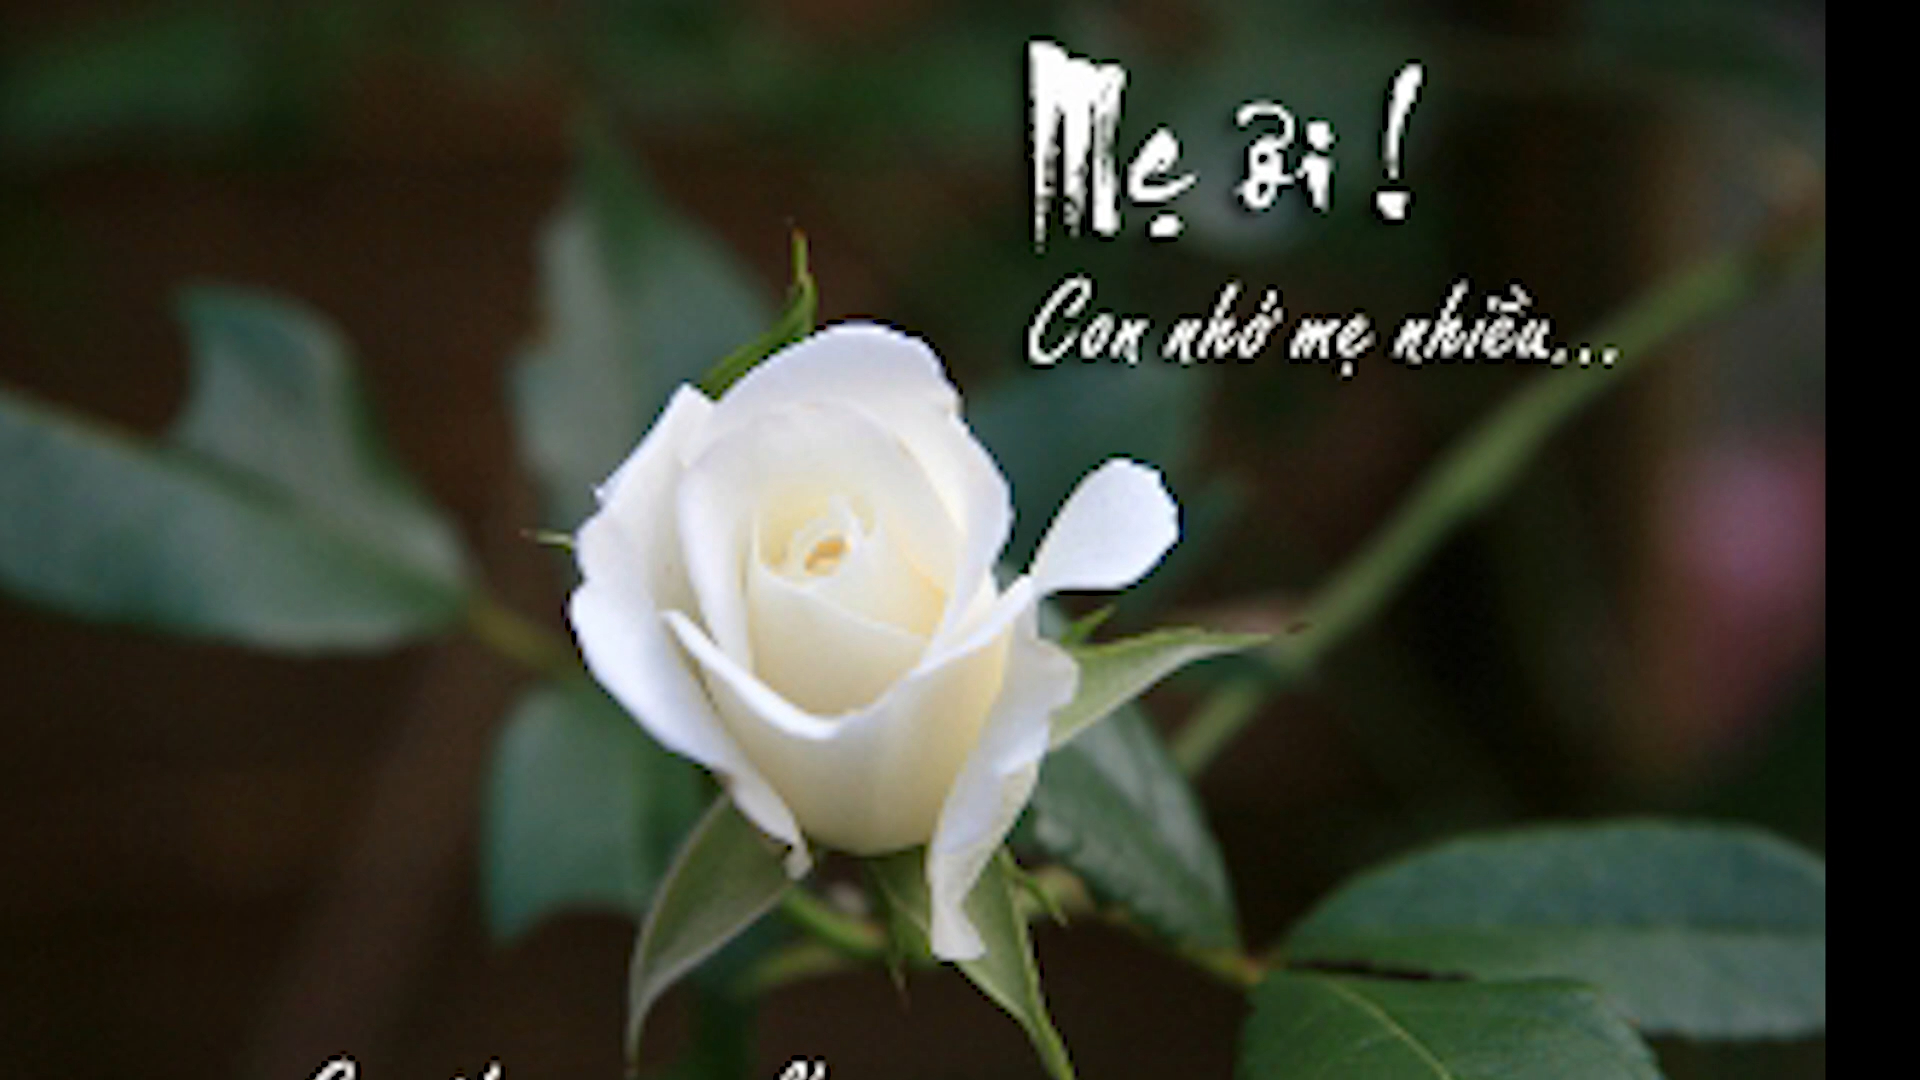 Mẹ ơi !
Con nhớ mẹ nhiều...